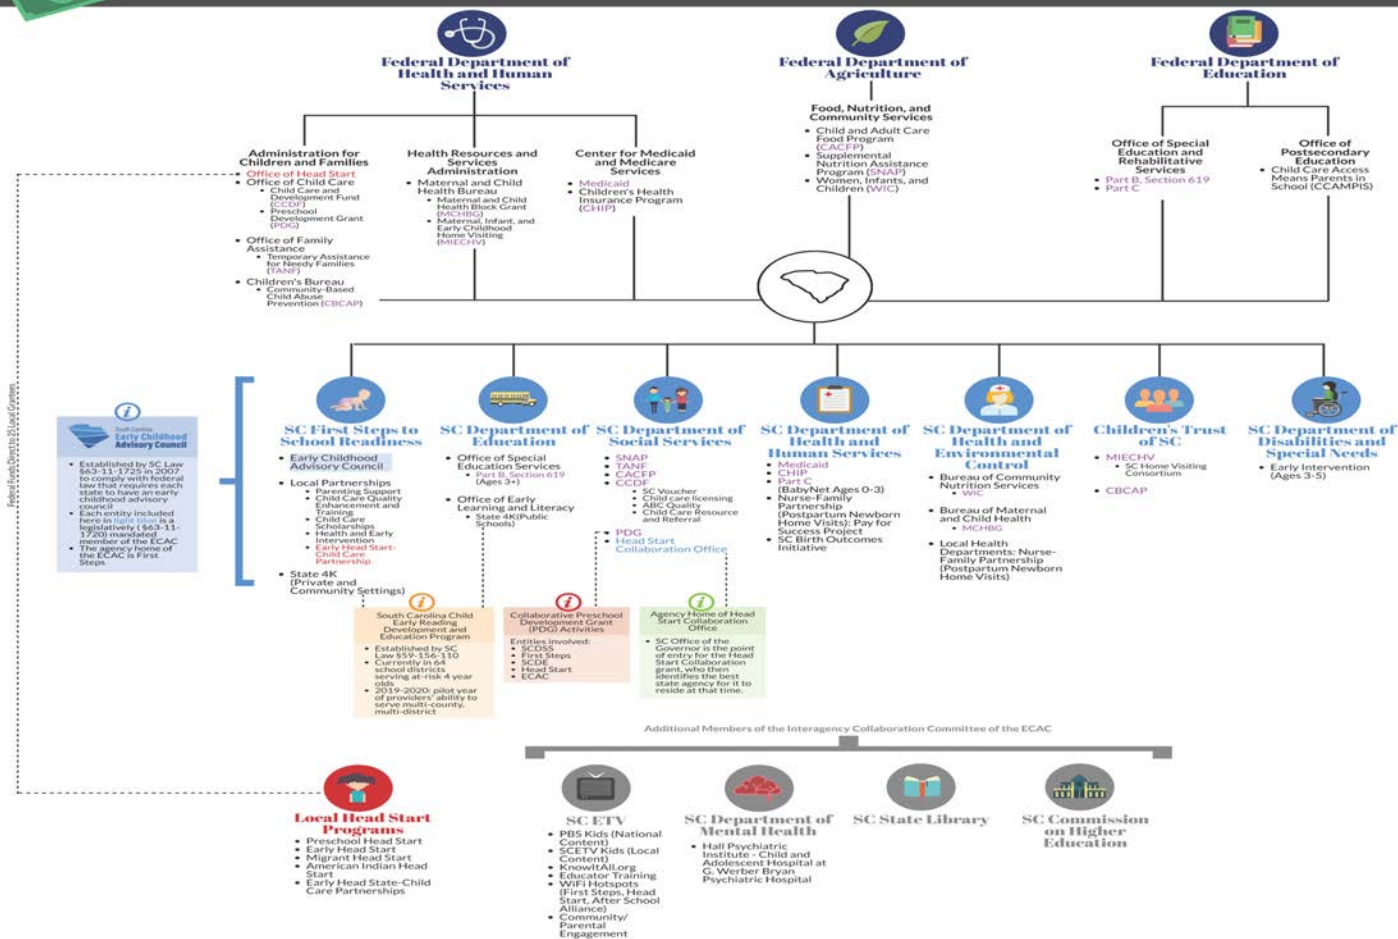 Federal Department of
Health and Human
Services
Federal Department of
Agriculture
Federal Department of
Education
Administration for
Children and Families
• Office of Head Start
• Office of Child Care
• Child Care and
Development Fund
(CCDF)
• Preschool
Development Grant
(PDG)
• Office of Family
Assistance
• Temporary Assistance
for Needy Families
(TANF)
• Children's Bureau
• Community-Based
Child Abuse
Prevention (CBCAP)
Health Resources and
Services
Administration
• Maternal and Child
Health Bureau
• Maternal and Child
Health Block Grant
(MCHBG)
• Maternal, Infant, and
Early Childhood
Home Visiting
(MIECHV)
Center for Medicaid
and Medicare
Services
• Medicaid
• Children's Health
Insurance Program
(CHIP)
Food, Nutrition, and
Community Services
• Child and Adult Care
Food Program
(CACFP)
• Supplemental
Nutrition Assistance
Program (SNAP)
• Women, Infants, and
Children (WIC)
Office of Special
Education and
Rehabilitative
Services
• Part B, Section 619
• Part C
Office of
Postsecondary
Education
• Child Care Access
Means Parents in
School (CCAMPIS)
Federal Funds Direct to 25 Local Grantees
South Carolina
Early Childhood
Advisory Council
• Established by SC Law
§63-11-1725 in 2007
to comply with federal
law that requires each
state to have an early
childhood advisory
council
• Each entity included
here in light blue is a
legislatively (§63-11-
1720) mandated
member of the ECAC
• The agency home of
the ECAC is First
Steps
SC First Steps to
School Readiness
• Early Childhood
Advisory Council
• Local Partnerships
• Parenting Support
• Child Care Quality
Enhancement and
Training
• Child Care
Scholarships
• Health and Early
Intervention
• Early Head Start-
Child Care
Partnership
• State 4K
(Private and
Community Settings)
SC Department of
Education
• Office of Special
Education Services
• Part B, Section 619
(Ages 3+)
• Office of Early
Learning and Literacy
• State 4K(Public
Schools)
SC Department of
Social Services
• SNAP
• TANF
• CACFP
• CCDF
• SC Voucher
• Child care licensing
• ABC Quality
• Child Care Resource
and Referral
• PDG
• Head Start
Collaboration Office
SC Department of
Health and
Human Services
• Medicaid
• CHIP
• Part C
(BabyNet Ages 0-3)
• Nurse-Family
Partnership
(Postpartum Newborn
Home Visits): Pay for
Success Project
• SC Birth Outcomes
Initiative
SC Department of
Health and
Environmental
Control
• Bureau of Community
Nutrition Services
• WIC
• Bureau of Maternal
and Child Health
• MCHBG
• Local Health
Departments: Nurse-
Family Partnership
(Postpartum Newborn
Home Visits)
Children's Trust
of SC
• MIECHV
• SC Home Visiting
Consortium
• CBCAP
SC Department of
Disabilities and
Special Needs
• Early Intervention
(Ages 3-5)
South Carolina Child
Early Reading
Development and
Education Program
• Established by SC
Law §59-156-110
• Currently in 64
school districts
serving at-risk 4 year
olds
• 2019-2020: pilot year
of providers' ability to
serve multi-county,
multi-district
Collaborative Preschool
Development Grant
(PDG) Activities
Entities involved:
• SCDSS
• First Steps
• SCDE
• Head Start
• ECAC
Agency Home of Head
Start Collaboration
Office
• SC Office of the
Governor is the point
of entry for the Head
Start Collaboration
grant, who then
identifies the best
state agency for it to
reside at that time.
Additional Members of the Interagency Collaboration Committee of the ECAC
Local Head Start
Programs
• Preschool Head Start
• Early Head Start
• Migrant Head Start
• American Indian Head
Start
• Early Head State-Child
Care Partnerships
SC ETV
• PBS Kids (National
Content)
• SCETV Kids (Local
Content)
• KnowItAll.org
• Educator Training
• WiFi Hotspots
(First Steps, Head
Start, After School
Alliance)
• Community/
Parental
Engagement
SC Department of
Mental Health
• Hall Psychiatric
Institute - Child and
Adolescent Hospital at
G. Werber Bryan
Psychiatric Hospital
SC State Library
SC Commission
on Higher
Education